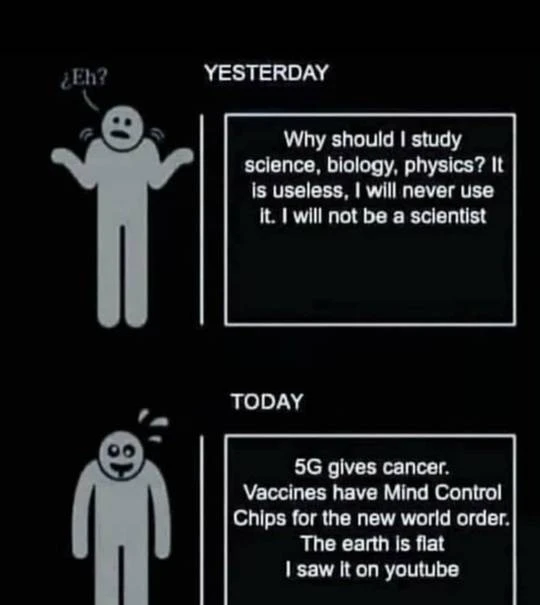 ¿Eh?
YESTERDAY
Why should I study
science, biology, physics? It
is useless, I will never use
it. I will not be a scientist
TODAY
5G gives cancer.
Vaccines have Mind Control
Chips for the new world order.
The earth is flat
I saw it on youtube